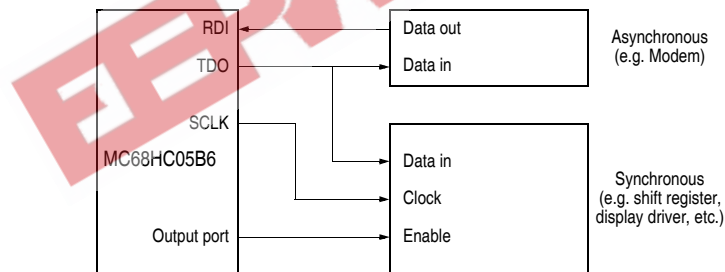 RDI
TDO
SCLK
MC68HC05B6
Output port
Data out
Data in
Asynchronous
(e.g. Modem)
Data in
Clock
Enable
Synchronous
(e.g. shift register,
display driver, etc.)